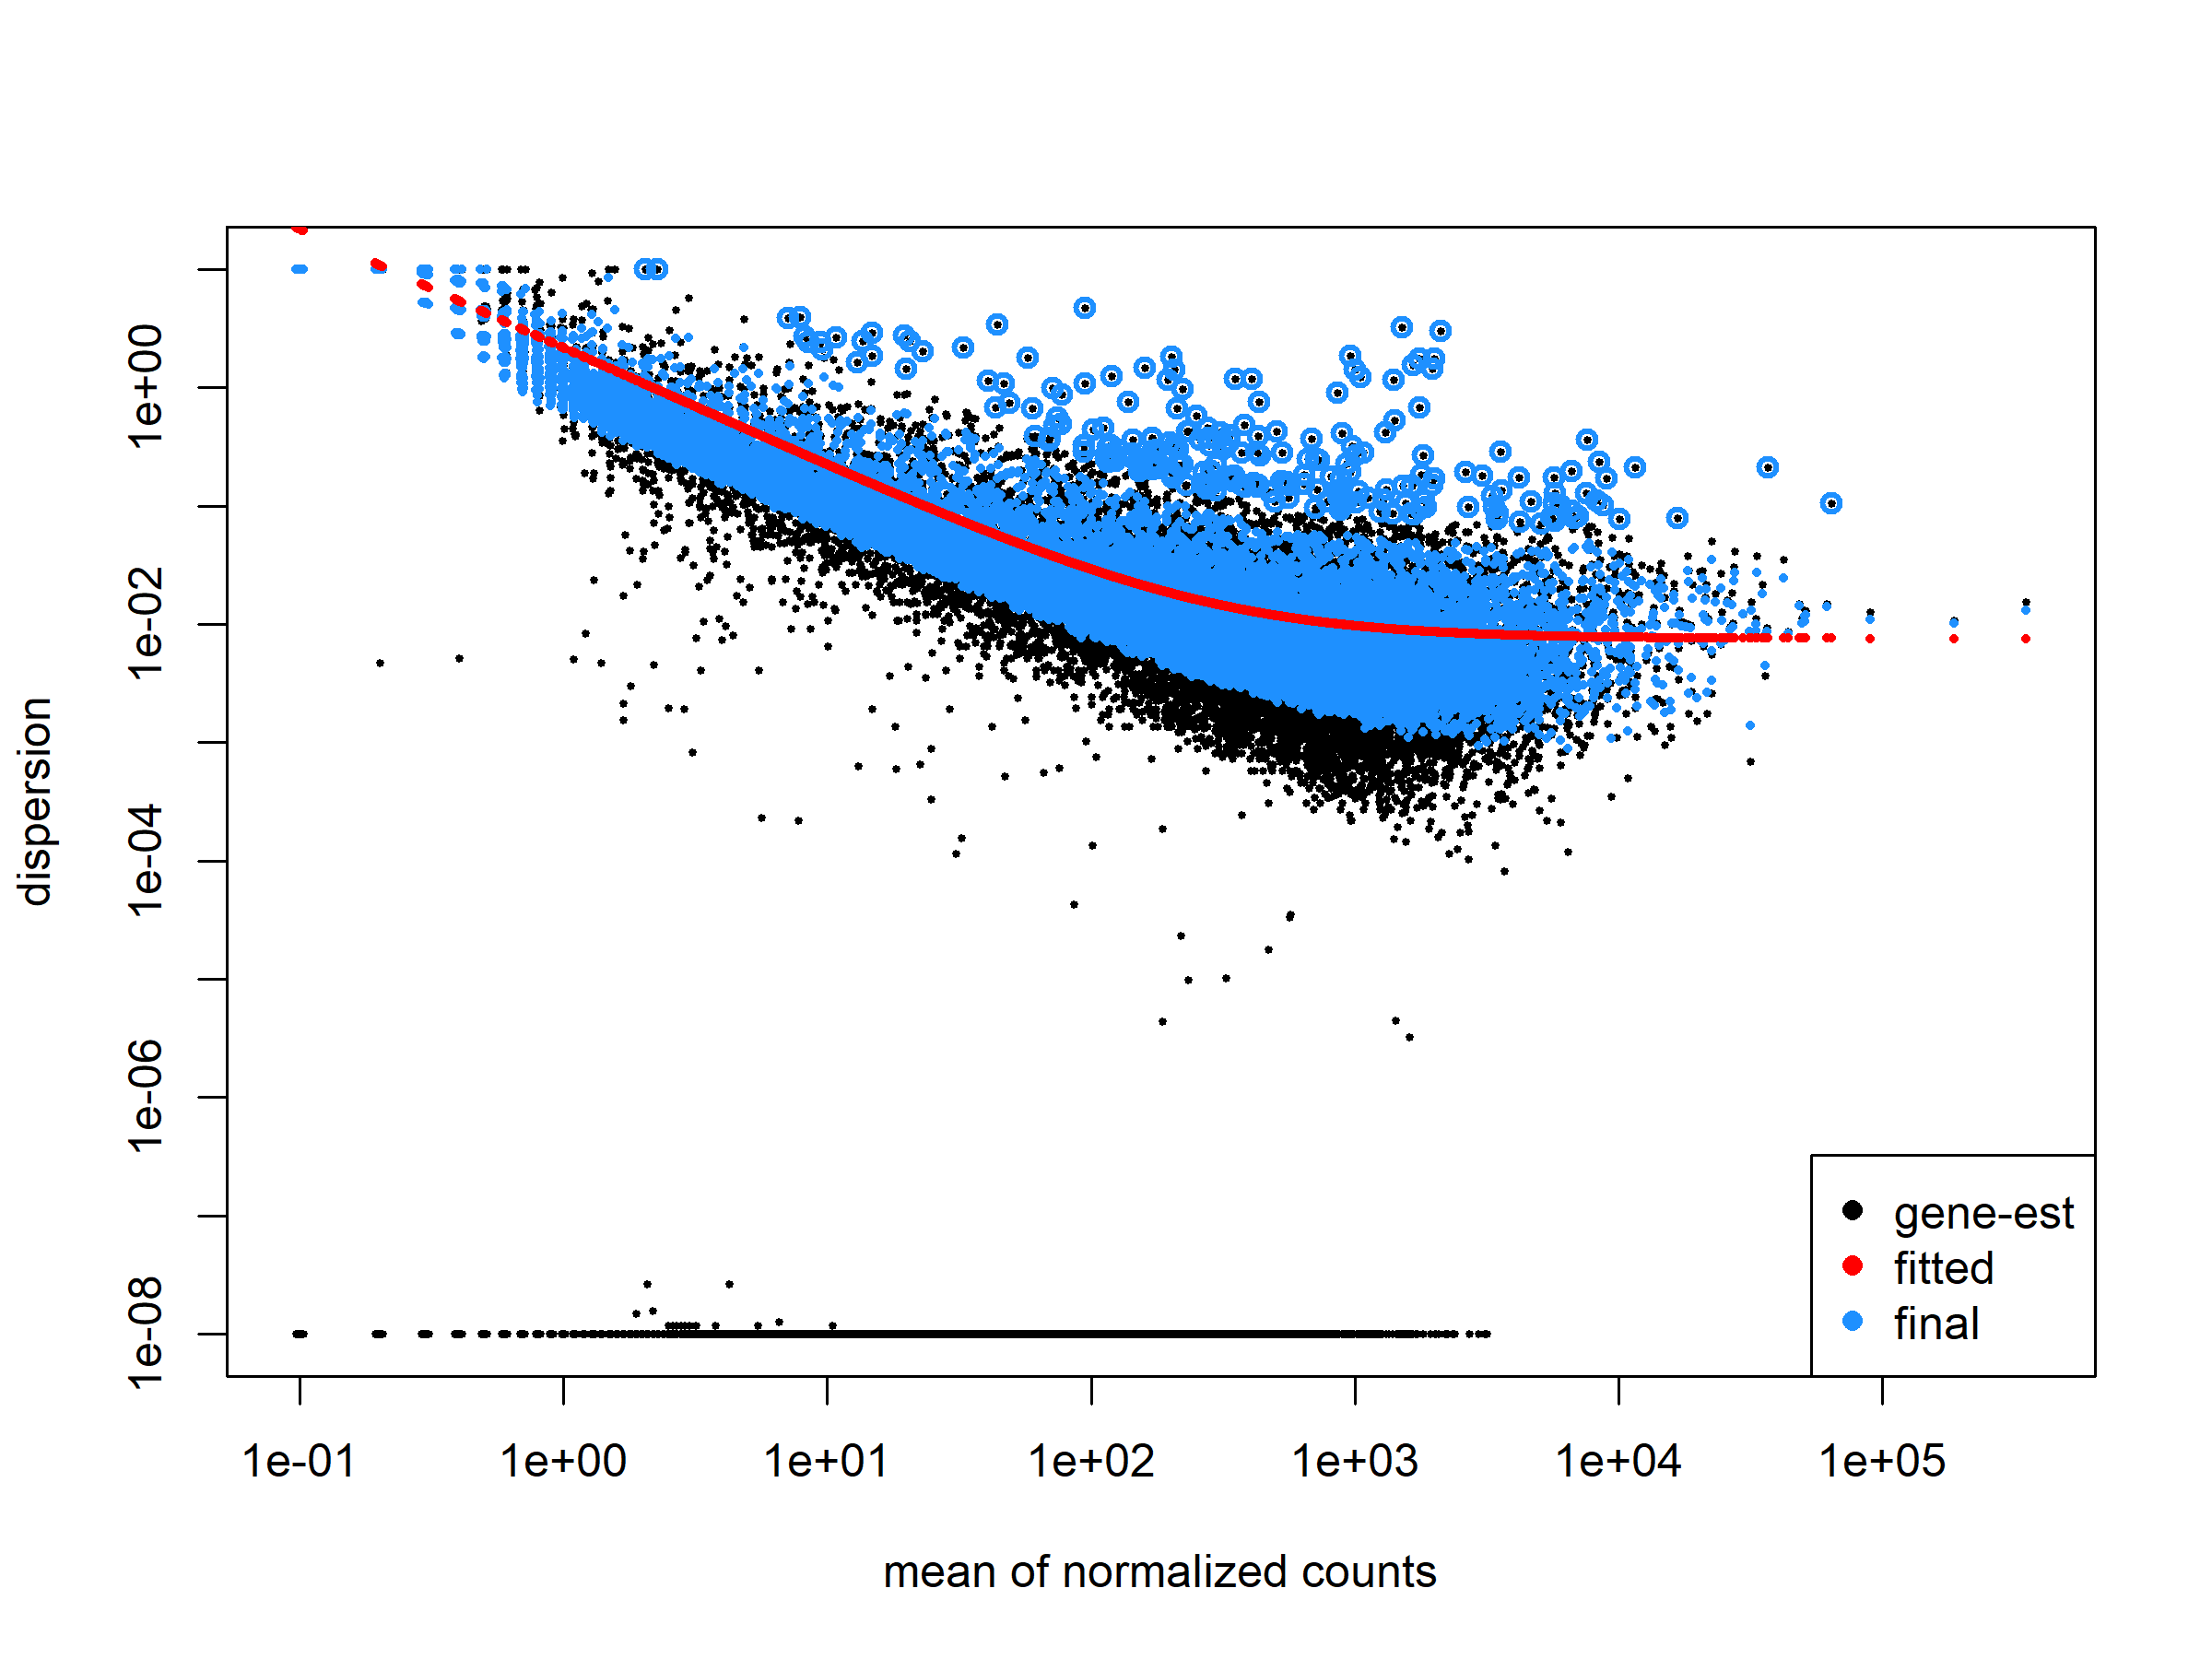 dispersion
1e+00
1e-02
1e-04
1e-06
1e-08
1e-01 1e+00 1e+01 1e+02 1e+03 1e+04 1e+05
mean of normalized counts
gene-est
fitted
final